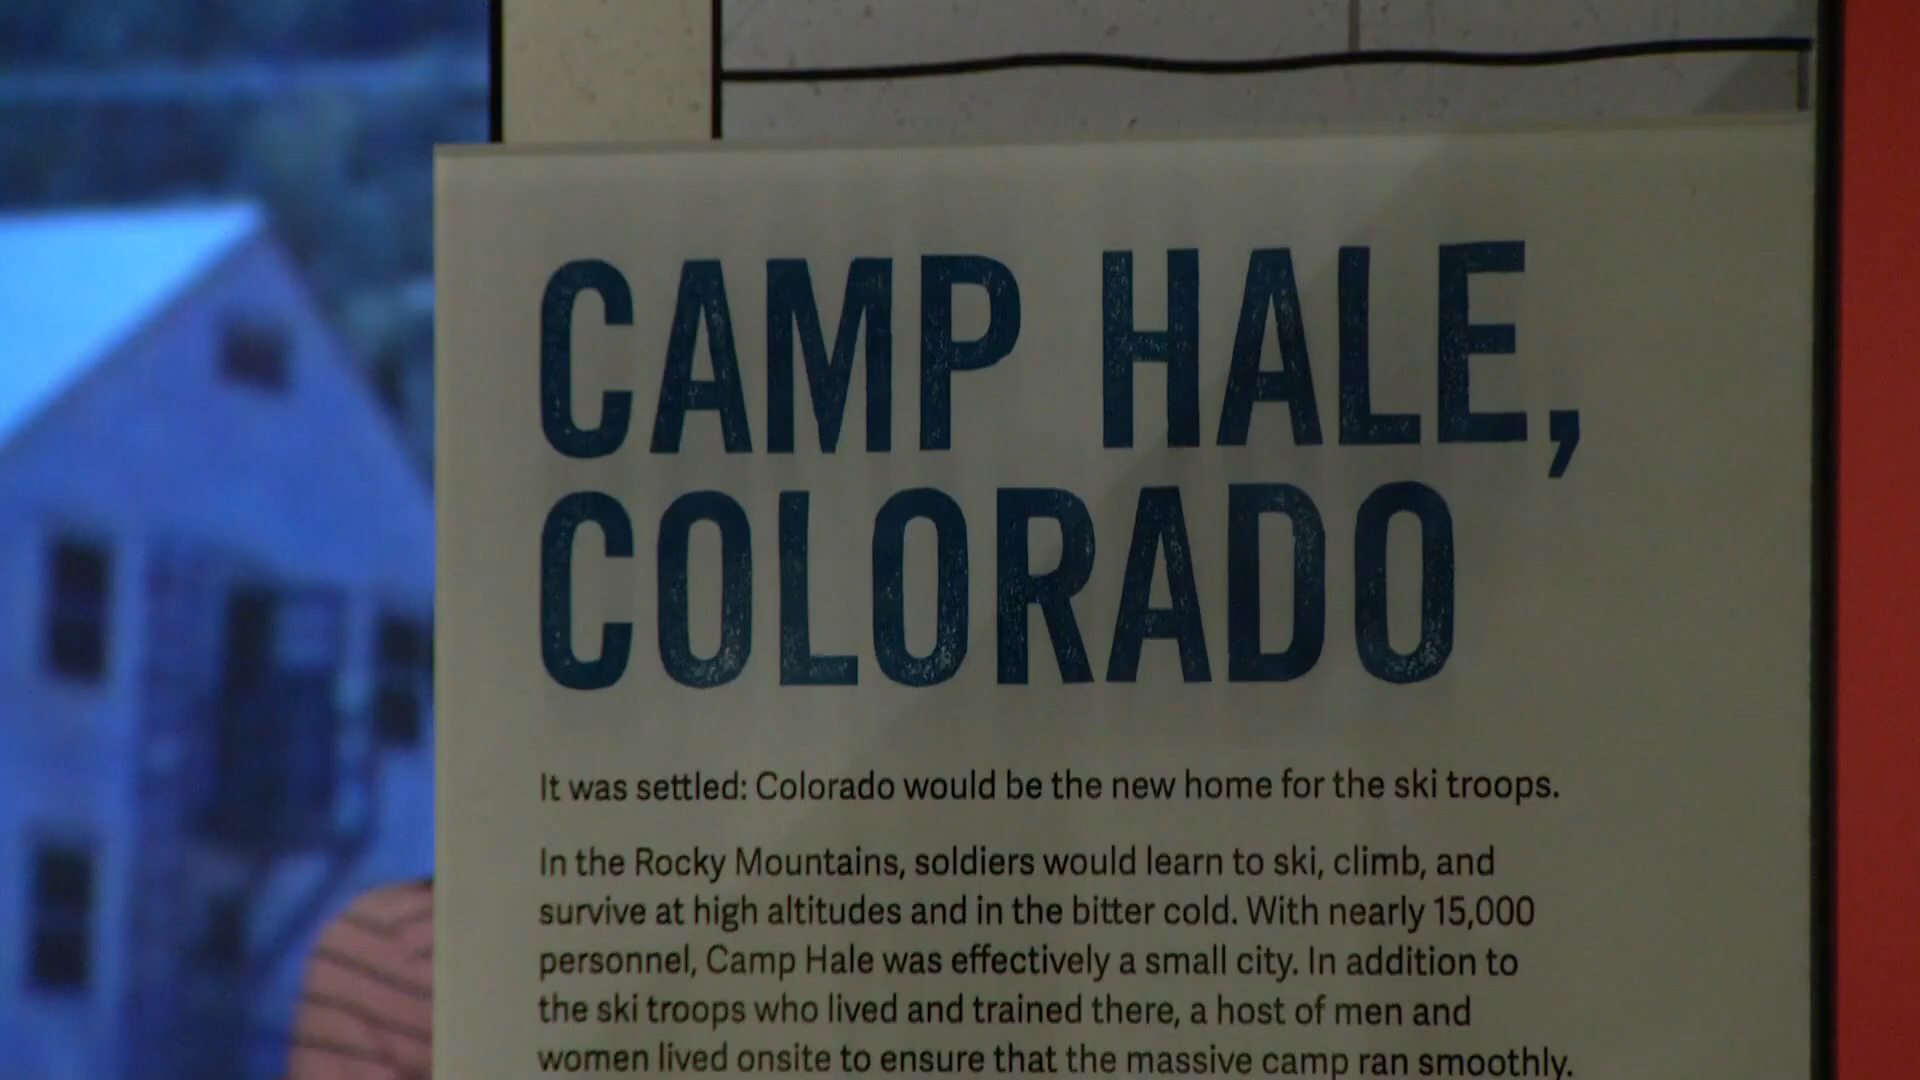 CAMP HALE,
COLORADO
It was settled: Colorado would be the new home for the ski troops.
In the Rocky Mountains, soldiers would learn to ski, climb, and
survive at high altitudes and in the bitter cold. With nearly 15,000
personnel, Camp Hale was effectively a small city. In addition to
the ski troops who lived and trained there, a host of men and
women lived onsite to ensure that the massive camp ran smoothly.